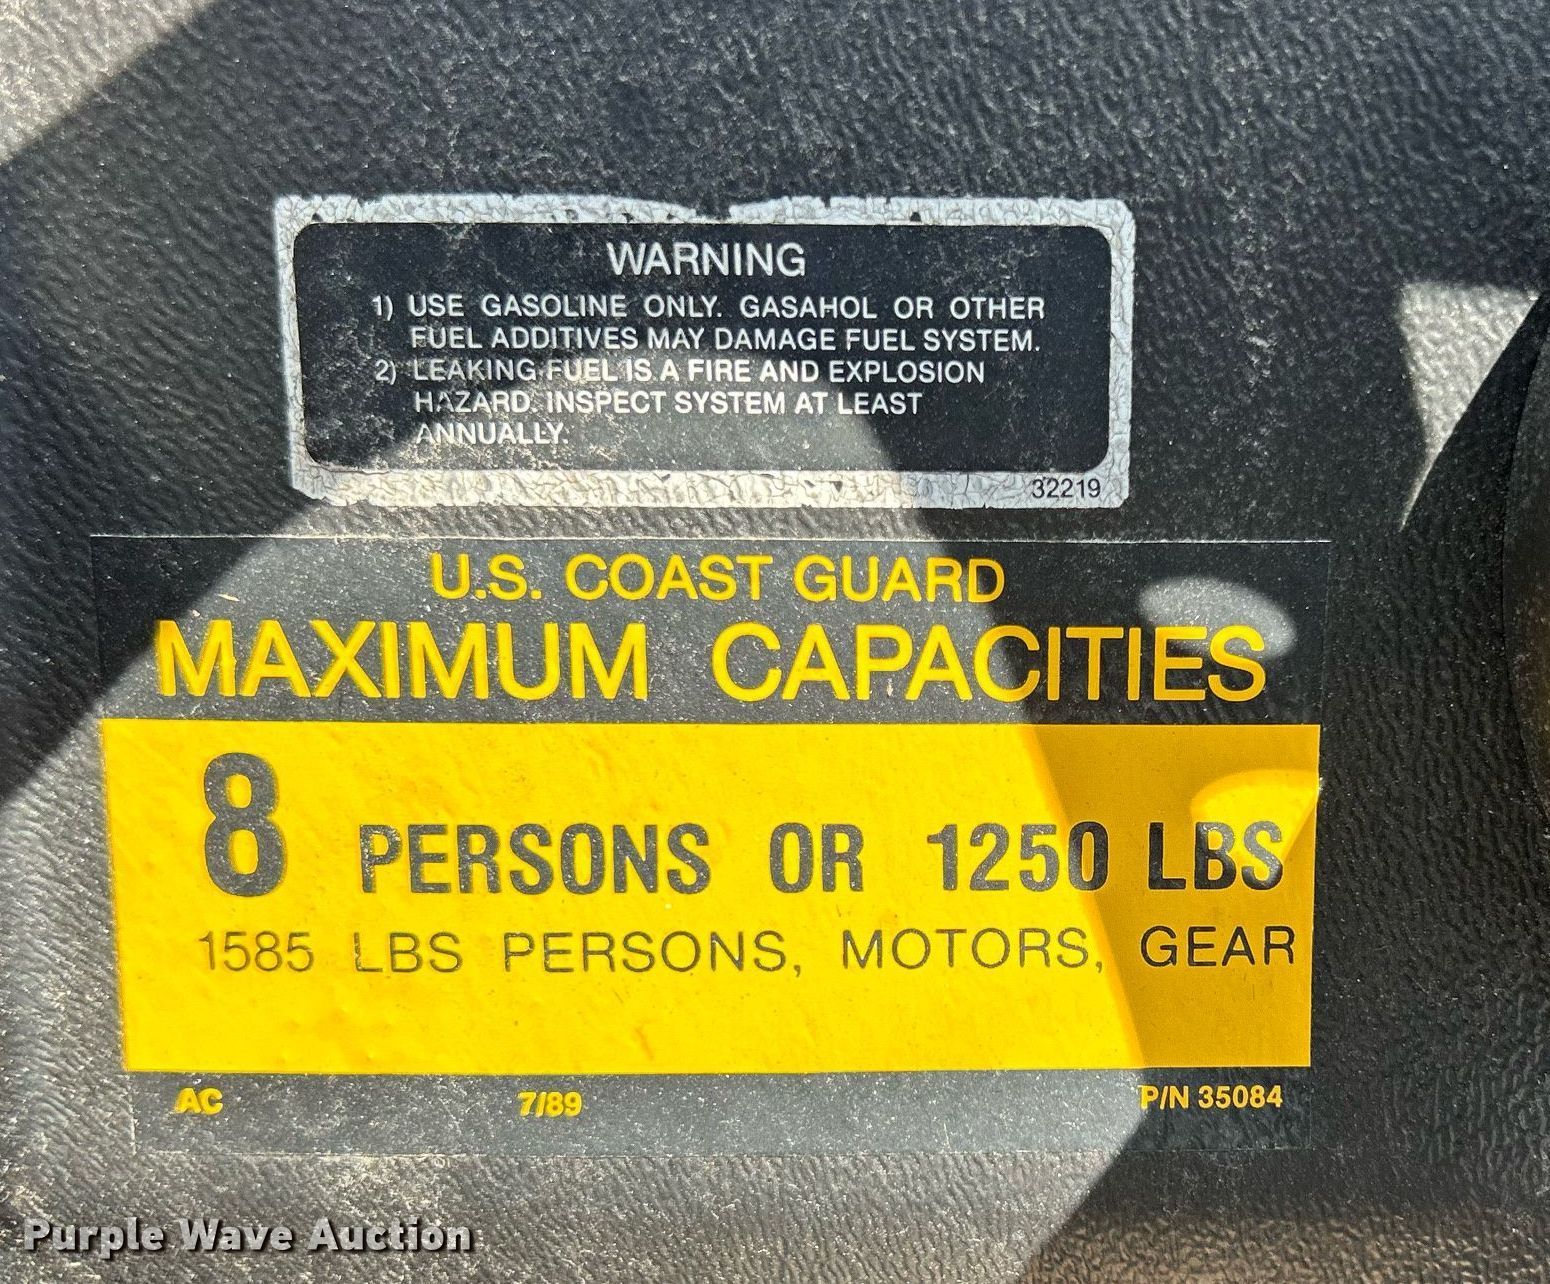 WARNING
1) USE GASOLINE ONLY. GASAHOL OR OTHER
FUEL ADDITIVES MAY DAMAGE FUEL SYSTEM.
2) LEAKING FUEL IS A FIRE AND EXPLOSION
HAZARD. INSPECT SYSTEM AT LEAST
ANNUALLY.
32219
U.S. COAST GUARD
MAXIMUM CAPACITIES
8 PERSONS OR 1250 LBS
1585 LBS PERSONS, MOTORS, GEAR
AC 7/89 P/N 35084
Purple Wave Auction